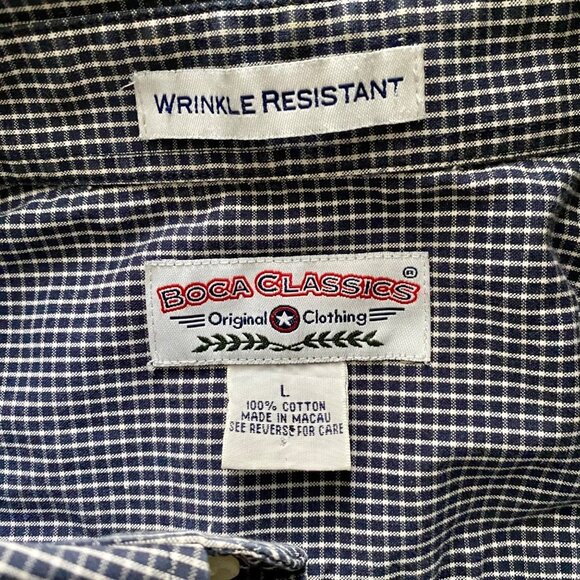 WRINKLE RESISTANT
BOCA CLASSICS®
Original Clothing
L
100% COTTON
MADE IN MACAU
SEE REVERSE FOR CARE